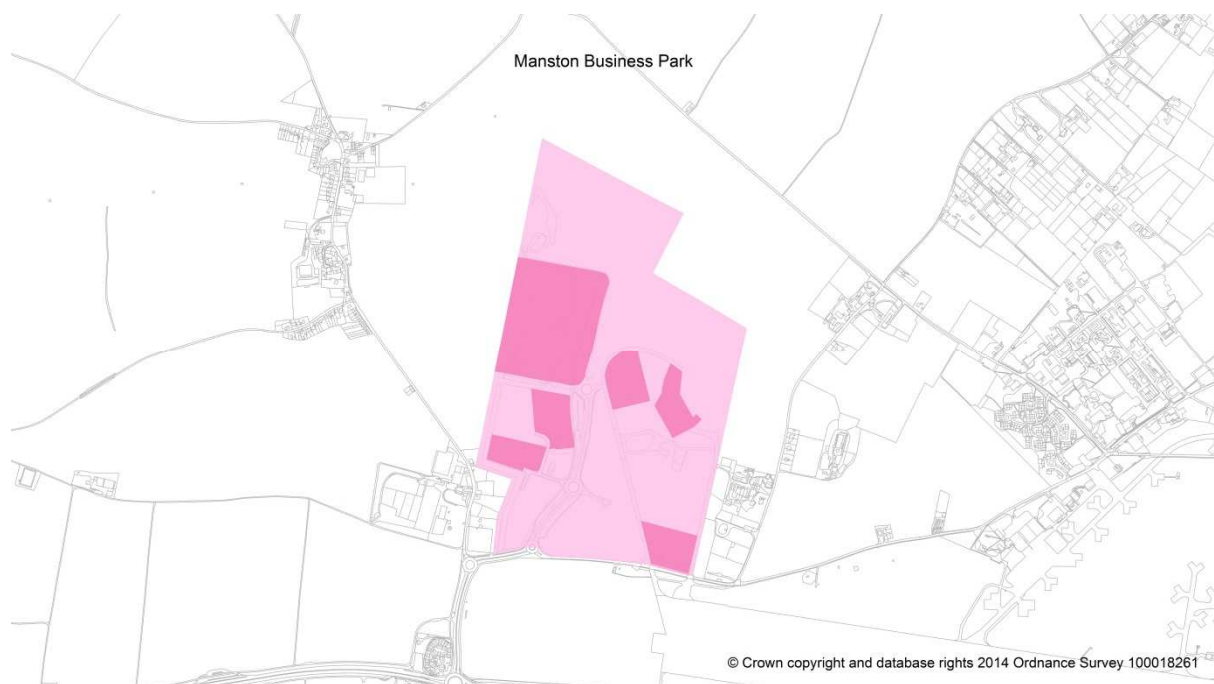 Manston Business Park
© Crown copyright and database rights 2014 Ordnance Survey 100018261